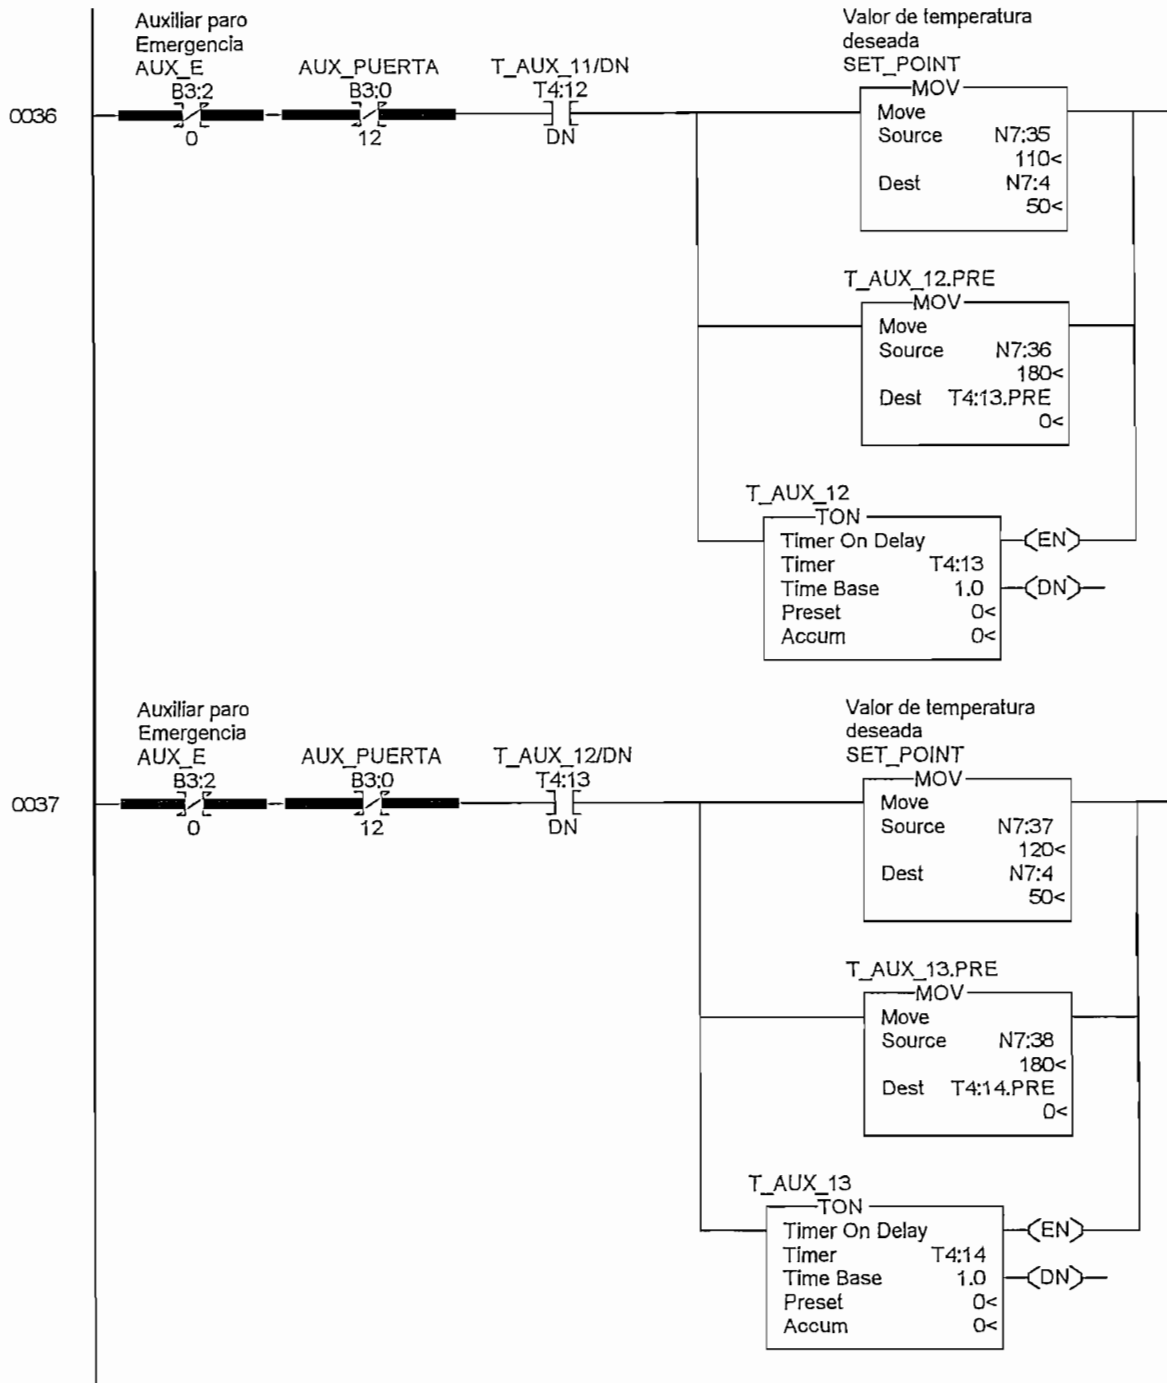 Auxiliar paro
Emergencia
AUX_E
B3:2
0
AUX_PUERTA
B3:0
12
T_AUX_11/DN
T4:12
DN
0036
Valor de temperatura
deseada
SET_POINT
MOV
Move
Source N7:35
110<
Dest N7:4
50<
T_AUX_12.PRE
MOV
Move
Source N7:36
180<
Dest T4:13.PRE
0<
T_AUX_12
TON
Timer On Delay
Timer T4:13
Time Base 1.0
Preset 0<
Accum 0<
EN
DN
Auxiliar paro
Emergencia
AUX_E
B3:2
0
AUX_PUERTA
B3:0
12
T_AUX_12/DN
T4:13
DN
0037
Valor de temperatura
deseada
SET_POINT
MOV
Move
Source N7:37
120<
Dest N7:4
50<
T_AUX_13.PRE
MOV
Move
Source N7:38
180<
Dest T4:14.PRE
0<
T_AUX_13
TON
Timer On Delay
Timer T4:14
Time Base 1.0
Preset 0<
Accum 0<
EN
DN